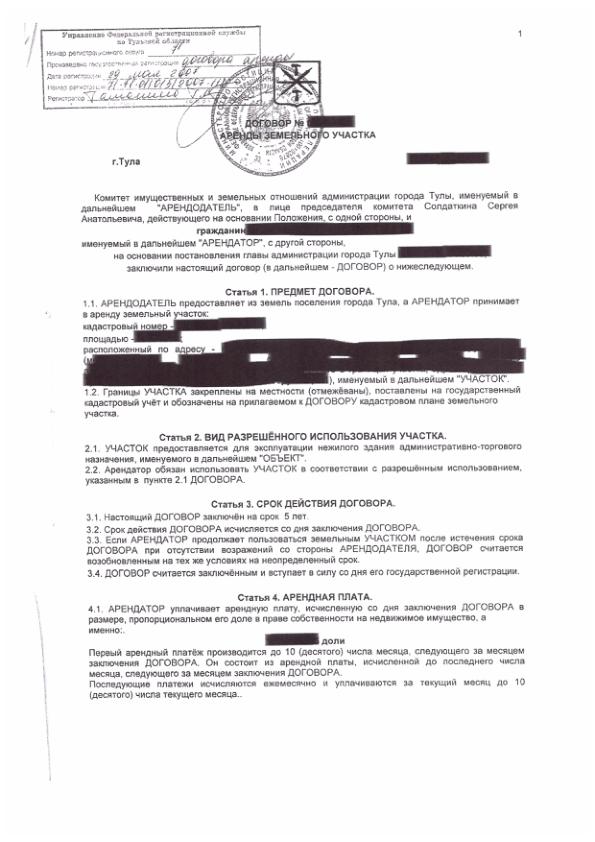 1
Управление Федеральной регистрационной службы
по Тульской области
Номер регистрационного округа 71
Произведена государственная регистрация договора аренды
Дата регистрации 29 мая 2007
Номер регистрации
Регистратор
ДОГОВОР №
АРЕНДЫ ЗЕМЕЛЬНОГО УЧАСТКА
г.Тула
Комитет имущественных и земельных отношений администрации города Тулы, именуемый в
дальнейшем "АРЕНДОДАТЕЛЬ", в лице председателя комитета Солдаткина Сергея
Анатольевича, действующего на основании Положения, с одной стороны, и
гражданин
именуемый в дальнейшем "АРЕНДАТОР", с другой стороны,
на основании постановления главы администрации города Тулы
заключили настоящий договор (в дальнейшем - ДОГОВОР) о нижеследующем.
Статья 1. ПРЕДМЕТ ДОГОВОРА.
1.1. АРЕНДОДАТЕЛЬ предоставляет из земель поселения города Тула, а АРЕНДАТОР принимает
в аренду земельный участок:
кадастровый номер -
площадью -
расположенный по адресу -
(м
), именуемый в дальнейшем "УЧАСТОК".
1.2. Границы УЧАСТКА закреплены на местности (отмежёваны), поставлены на государственный
кадастровый учёт и обозначены на прилагаемом к ДОГОВОРУ кадастровом плане земельного
участка.
Статья 2. ВИД РАЗРЕШЁННОГО ИСПОЛЬЗОВАНИЯ УЧАСТКА.
2.1. УЧАСТОК предоставляется для эксплуатации нежилого здания административно-торгового
назначения, именуемого в дальнейшем "ОБЪЕКТ".
2.2. Арендатор обязан использовать УЧАСТОК в соответствии с разрешённым использованием,
указанным в пункте 2.1 ДОГОВОРА.
Статья 3. СРОК ДЕЙСТВИЯ ДОГОВОРА.
3.1. Настоящий ДОГОВОР заключён на срок 5 лет.
3.2. Срок действия ДОГОВОРА исчисляется со дня заключения ДОГОВОРА.
3.3. Если АРЕНДАТОР продолжает пользоваться земельным УЧАСТКОМ после истечения срока
ДОГОВОРА при отсутствии возражений со стороны АРЕНДОДАТЕЛЯ, ДОГОВОР считается
возобновленным на тех же условиях на неопределенный срок.
3.4. ДОГОВОР считается заключённым и вступает в силу со дня его государственной регистрации.
Статья 4. АРЕНДНАЯ ПЛАТА.
4.1. АРЕНДАТОР уплачивает арендную плату, исчисленную со дня заключения ДОГОВОРА в
размере, пропорциональном его доле в праве собственности на недвижимое имущество, а
именно:.
доли
Первый арендный платёж производится до 10 (десятого) числа месяца, следующего за месяцем
заключения ДОГОВОРА. Он состоит из арендной платы, исчисленной до последнего числа
месяца, следующего за месяцем заключения ДОГОВОРА.
Последующие платежи исчисляются ежемесячно и уплачиваются за текущий месяц до 10
(десятого) числа текущего месяца..